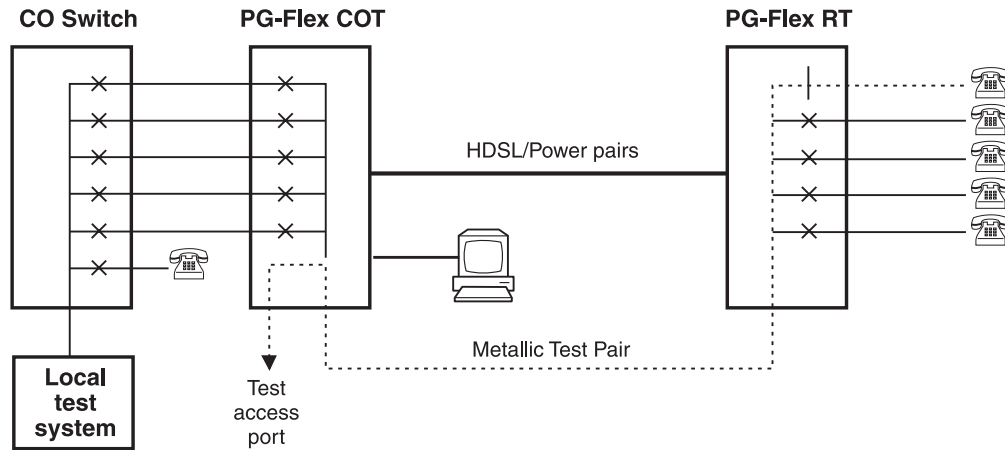 CO Switch
PG-Flex COT
PG-Flex RT
HDSL/Power pairs
Metallic Test Pair
Local
test
system
Test
access
port